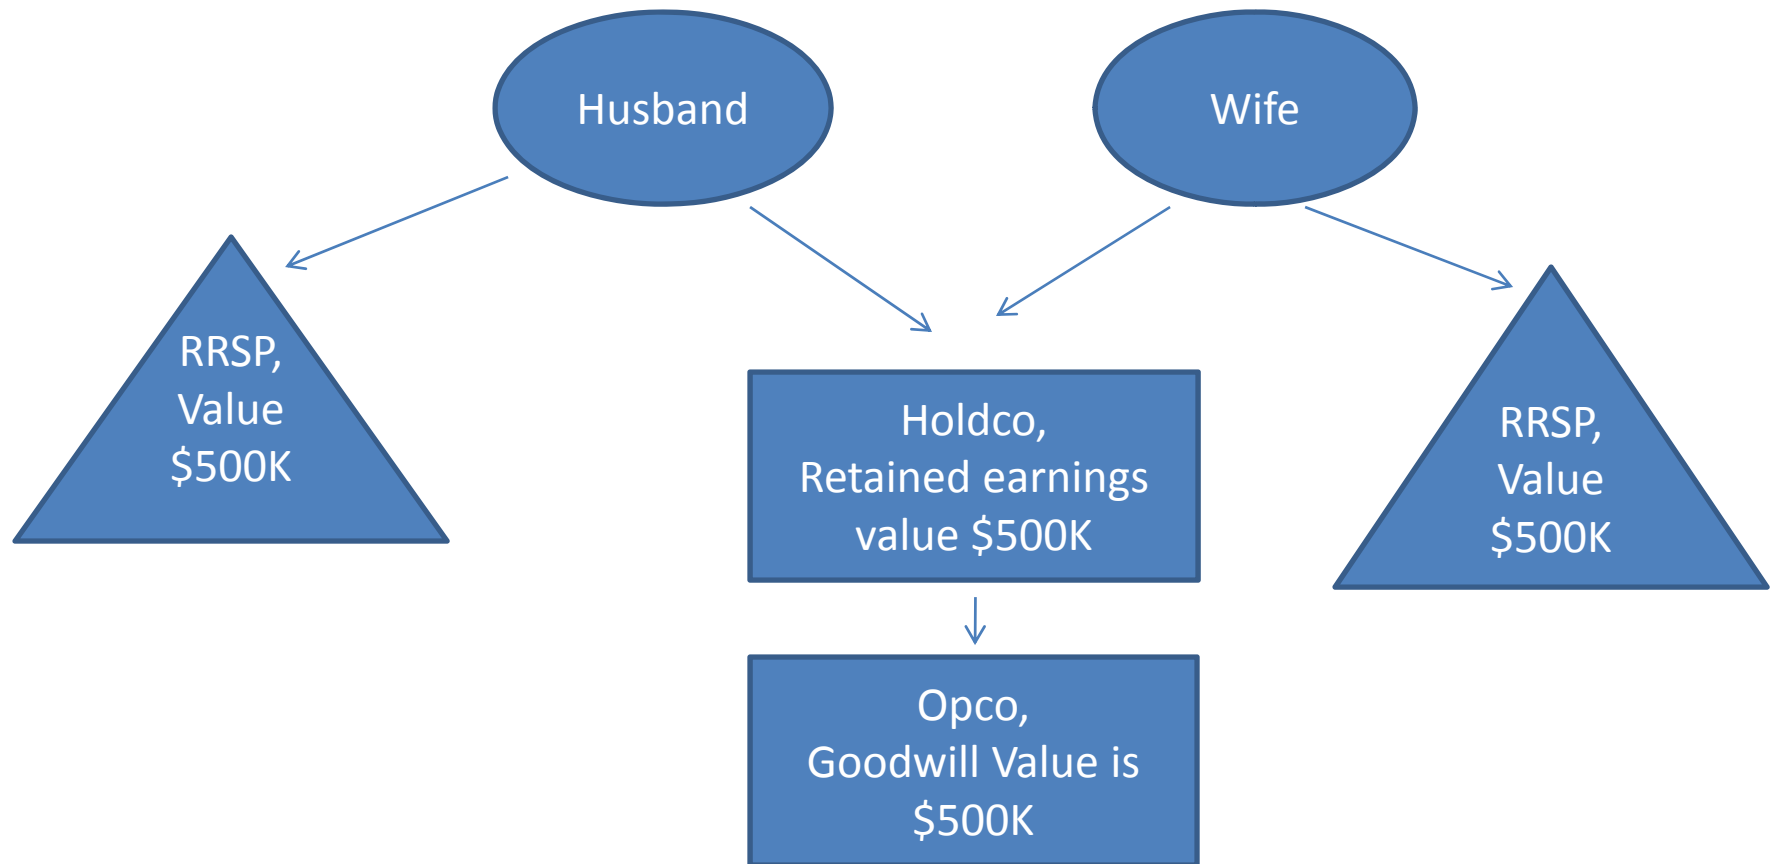 Husband
Wife
RRSP,
Value
$500K
Holdco,
Retained earnings
value $500K
RRSP,
Value
$500K
Opco,
Goodwill Value is
$500K